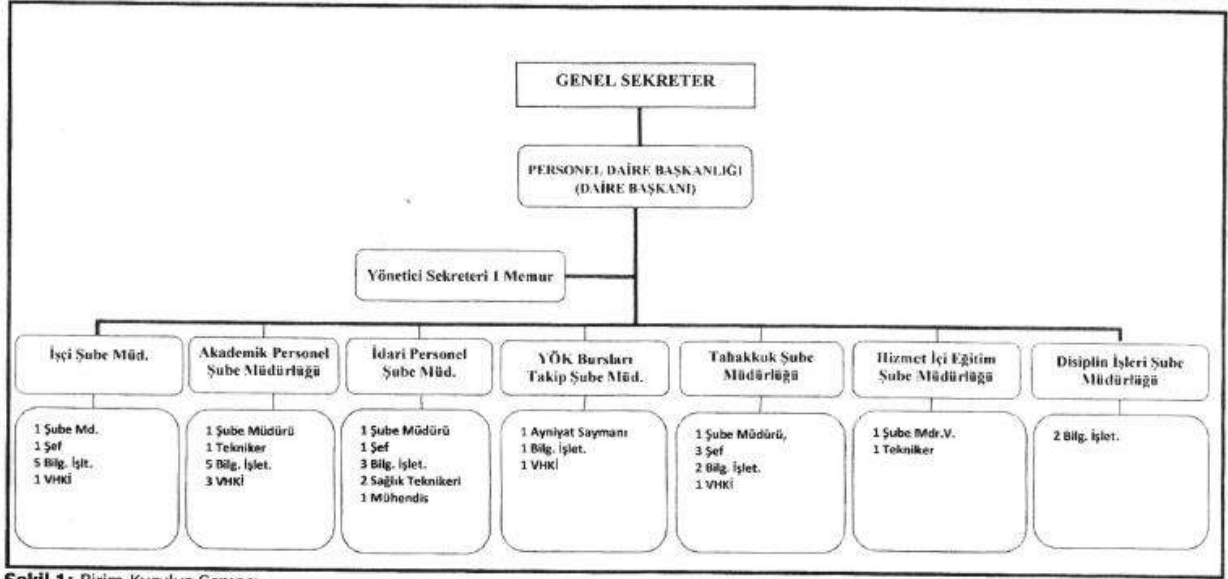 GENEL SEKRETER
PERSONEL DAİRE BAŞKANLIĞI
(DAİRE BAŞKANI)
Yönetici Sekreteri 1 Memur
İşçi Şube Müd.
Akademik Personel
Şube Müdürlüğü
İdari Personel
Şube Müd.
YÖK Bursları
Takip Şube Müd.
Tahakkuk Şube
Müdürlüğü
Hizmet İçi Eğitim
Şube Müdürlüğü
Disiplin İşleri Şube
Müdürlüğü
1 Şube Md.
1 Şef
5 Bilg. İşlt.
1 VHKİ
1 Şube Müdürü
1 Tekniker
5 Bilg. İşlet.
3 VHKİ
1 Şube Müdürü
1 Şef
3 Bilg. İşlet.
2 Sağlık Teknikeri
1 Mühendis
1 Ayniyat Saymanı
1 Bilg. İşlet.
1 VHKİ
1 Şube Müdürü,
3 Şef
2 Bilg. İşlet.
1 VHKİ
1 Şube Mdr.V.
1 Tekniker
2 Bilg. İşlet.
Şekil 1: Birim Kuruluş Şeması